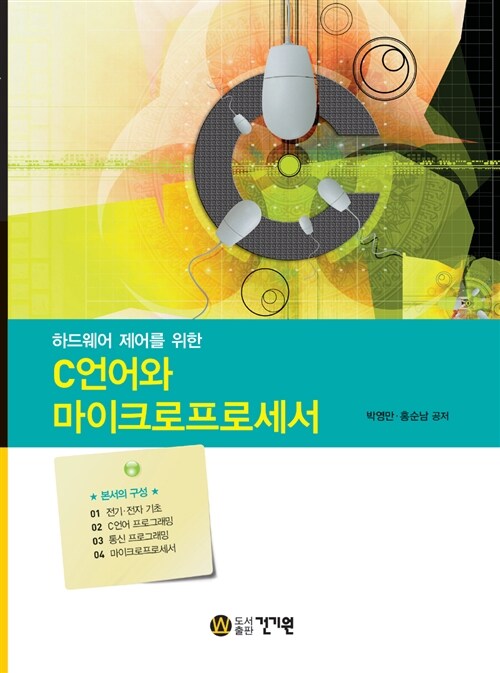 하드웨어 제어를 위한
C언어와
마이크로프로세서
박영만·홍순남 공저
★ 본서의 구성 ★
01 전기·전자 기초
02 C언어 프로그래밍
03 통신 프로그래밍
04 마이크로프로세서
W 도서출판 건기원